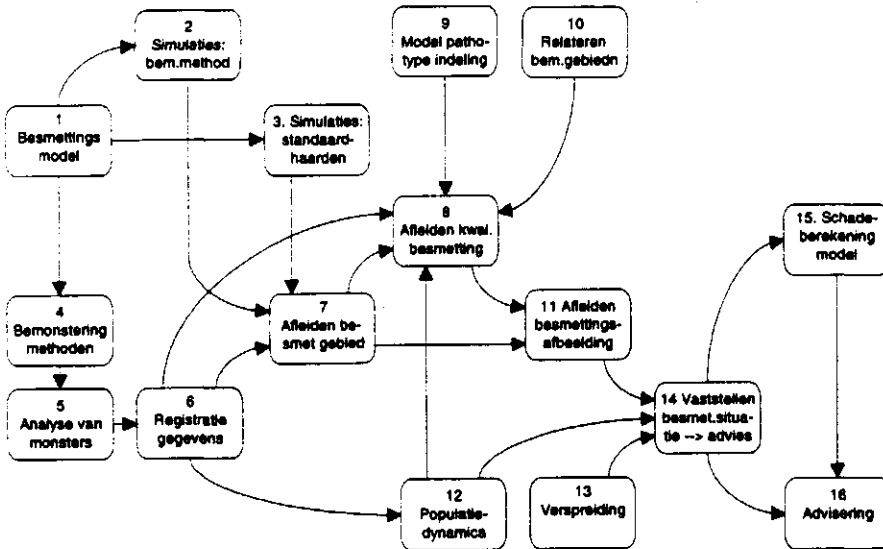 1
Besmettings
model
2
Simulaties:
bem.method
3. Simulaties:
standaard-
haarden
4
Bemonstering
methoden
5
Analyse van
monsters
6
Registratie
gegevens
7
Afleiden be-
smet gebied
8
Afleiden kwal.
besmetting
9
Model patho-
type indeling
10
Relateren
bem.gebiedn
11 Afleiden
besmettings-
afbeelding
12
Populatie-
dynamica
13
Verspreiding
14 Vaststellen
besmet.situa-
tie --> advies
15. Schade-
berekening
model
16
Advisering